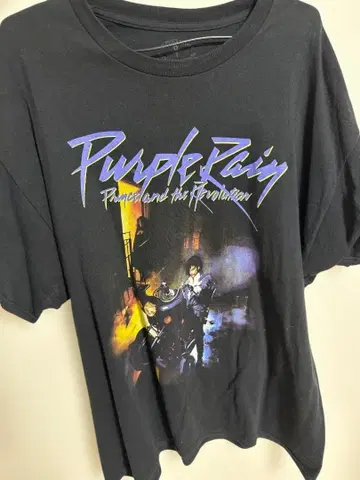 Purple Rain
Prince and the Revolution